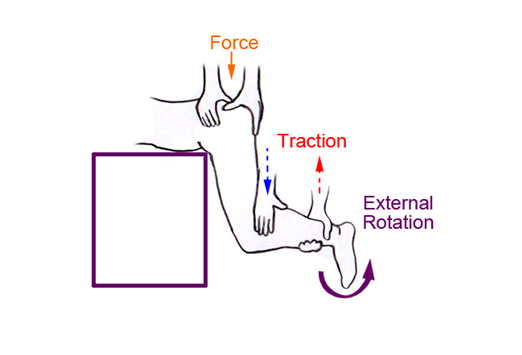 Force
Traction
External
Rotation